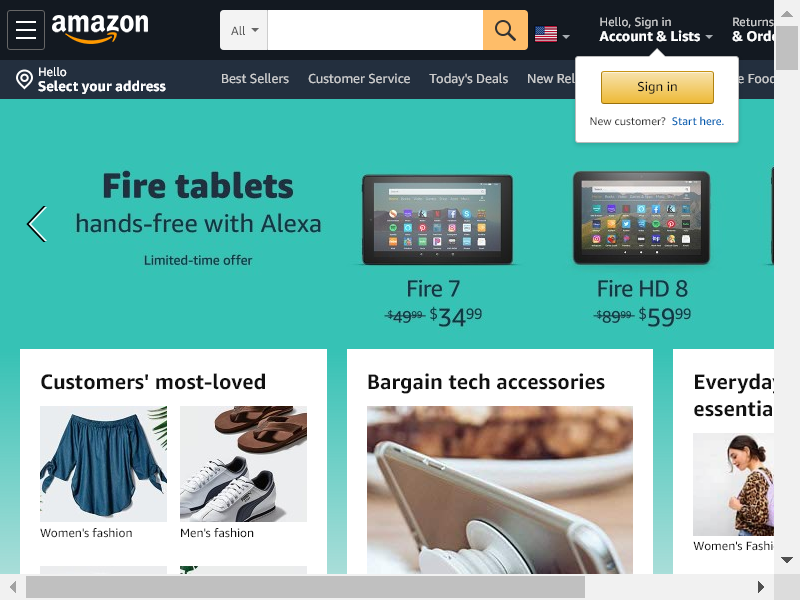 amazon
All
Hello, Sign in
Account & Lists
Returns
& Orde
Hello
Select your address
Best Sellers
Customer Service
Today's Deals
New Rel
e Food
Sign in
New customer? Start here.
Fire tablets
hands-free with Alexa
Limited-time offer
Fire 7
$49.99 $34.99
Fire HD 8
$89.99 $59.99
Customers' most-loved
Women's fashion
Men's fashion
Bargain tech accessories
Everyday
essentia
Women's Fashi